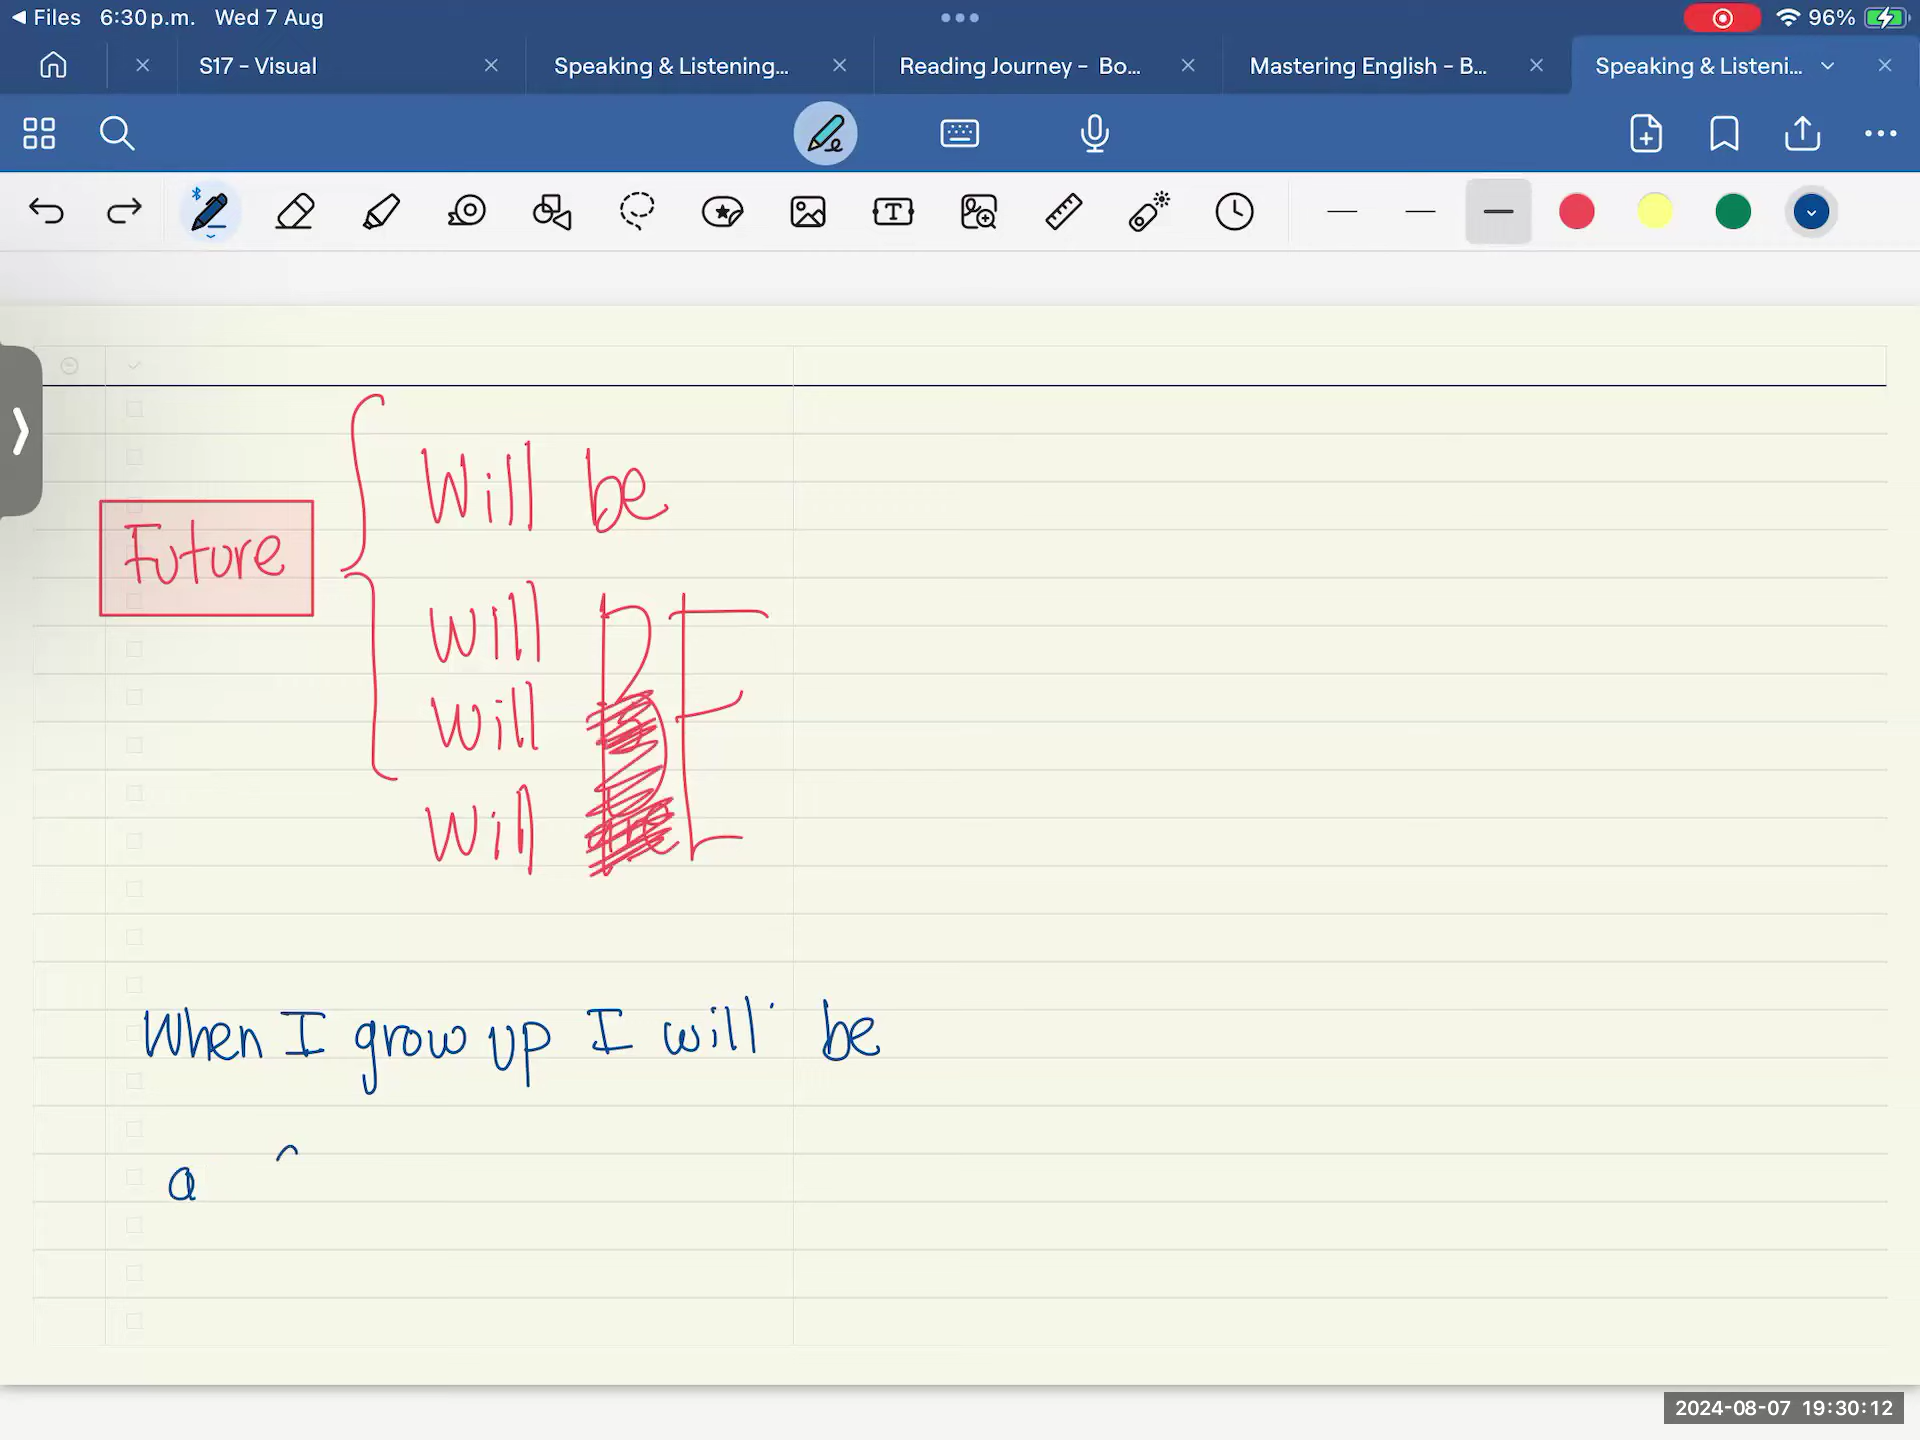 Files 6:30 p.m. Wed 7 Aug 96%
S17 - Visual Speaking & Listening... Reading Journey - Bo... Mastering English - B... Speaking & Listeni...
Will be
Future
Will BE
Will
Will
When I grow up I will be
a
2024-08-07 19:30:12